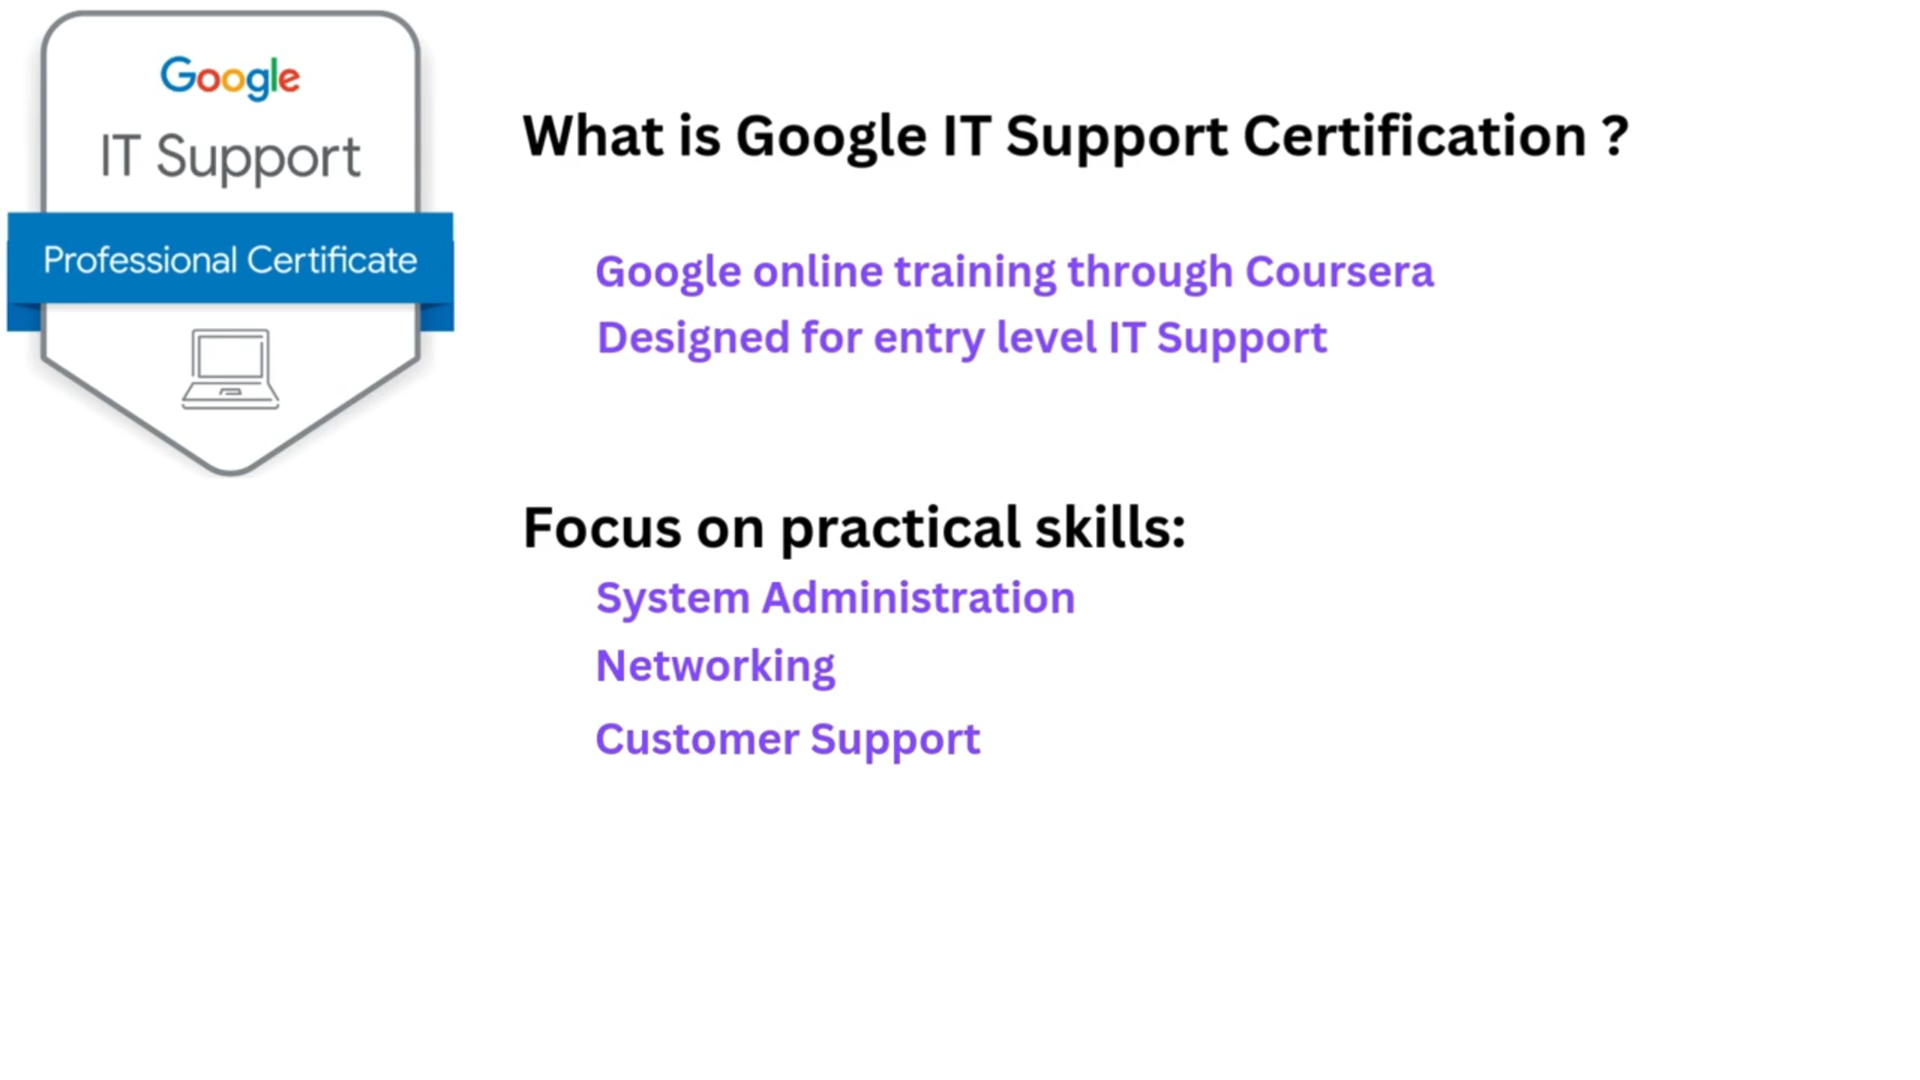 Google
IT Support
Professional Certificate
What is Google IT Support Certification ?
Google online training through Coursera
Designed for entry level IT Support
Focus on practical skills:
System Administration
Networking
Customer Support